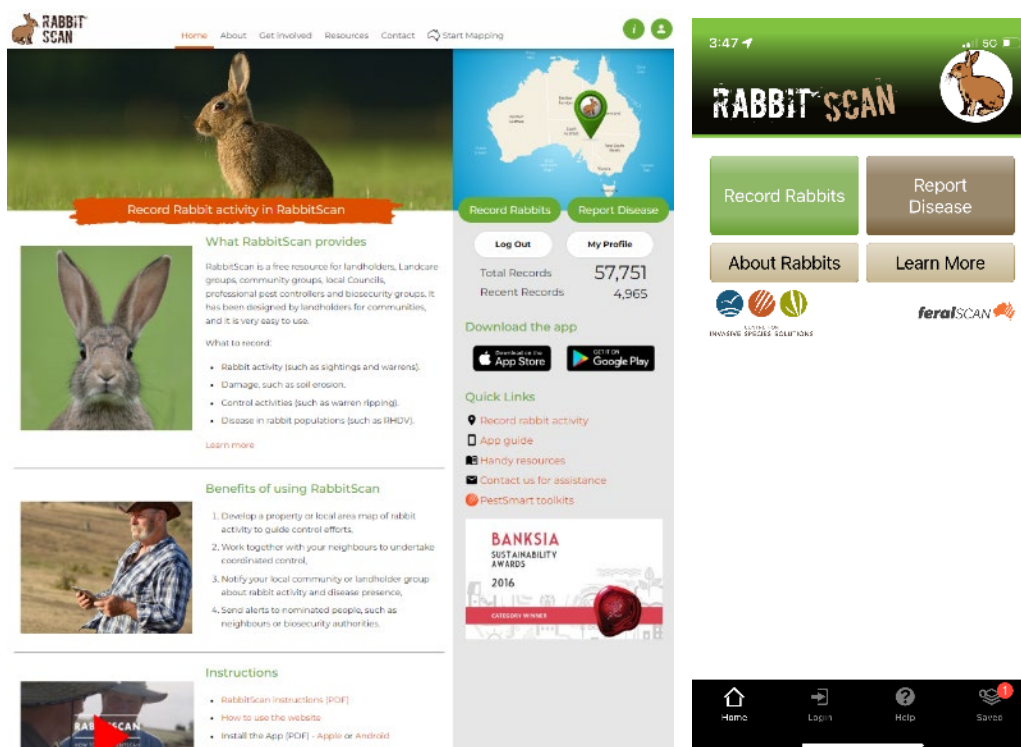 RABBIT
SCAN
Home About Get involved Resources Contact Start Mapping
i
Record Rabbit activity in RabbitScan
Record Rabbits Report Disease
What RabbitScan provides
RabbitScan is a free resource for landholders, Landcare
groups, community groups, local Councils,
professional pest controllers and biosecurity groups. It
has been designed by landholders for communities,
and it is very easy to use.
What to record:
• Rabbit activity (such as sightings and warrens).
• Damage, such as soil erosion.
• Control activities (such as warren ripping).
• Disease in rabbit populations (such as RHDV).
Learn more
Benefits of using RabbitScan
1. Develop a property or local area map of rabbit
activity to guide control efforts,
2. Work together with your neighbours to undertake
coordinated control,
3. Notify your local community or landholder group
about rabbit activity and disease presence,
4. Send alerts to nominated people, such as
neighbours or biosecurity authorities.
Instructions
• RabbitScan Instructions (PDF)
• How to use the website
• Install the App (PDF) - Apple or Android
Log Out My Profile
Total Records 57,751
Recent Records 4,965
Download the app
Download on the
App Store
GET IT ON
Google Play
Quick Links
Record rabbit activity
App guide
Handy resources
Contact us for assistance
PestSmart toolkits
BANKSIA
SUSTAINABILITY
AWARDS
2016
CATEGORY WINNER
3:47
5G
RABBIT SCAN
Record Rabbits
Report
Disease
About Rabbits
Learn More
CENTRE FOR
INVASIVE SPECIES SOLUTIONS
feralSCAN
Home
Login
Help
Saved
1